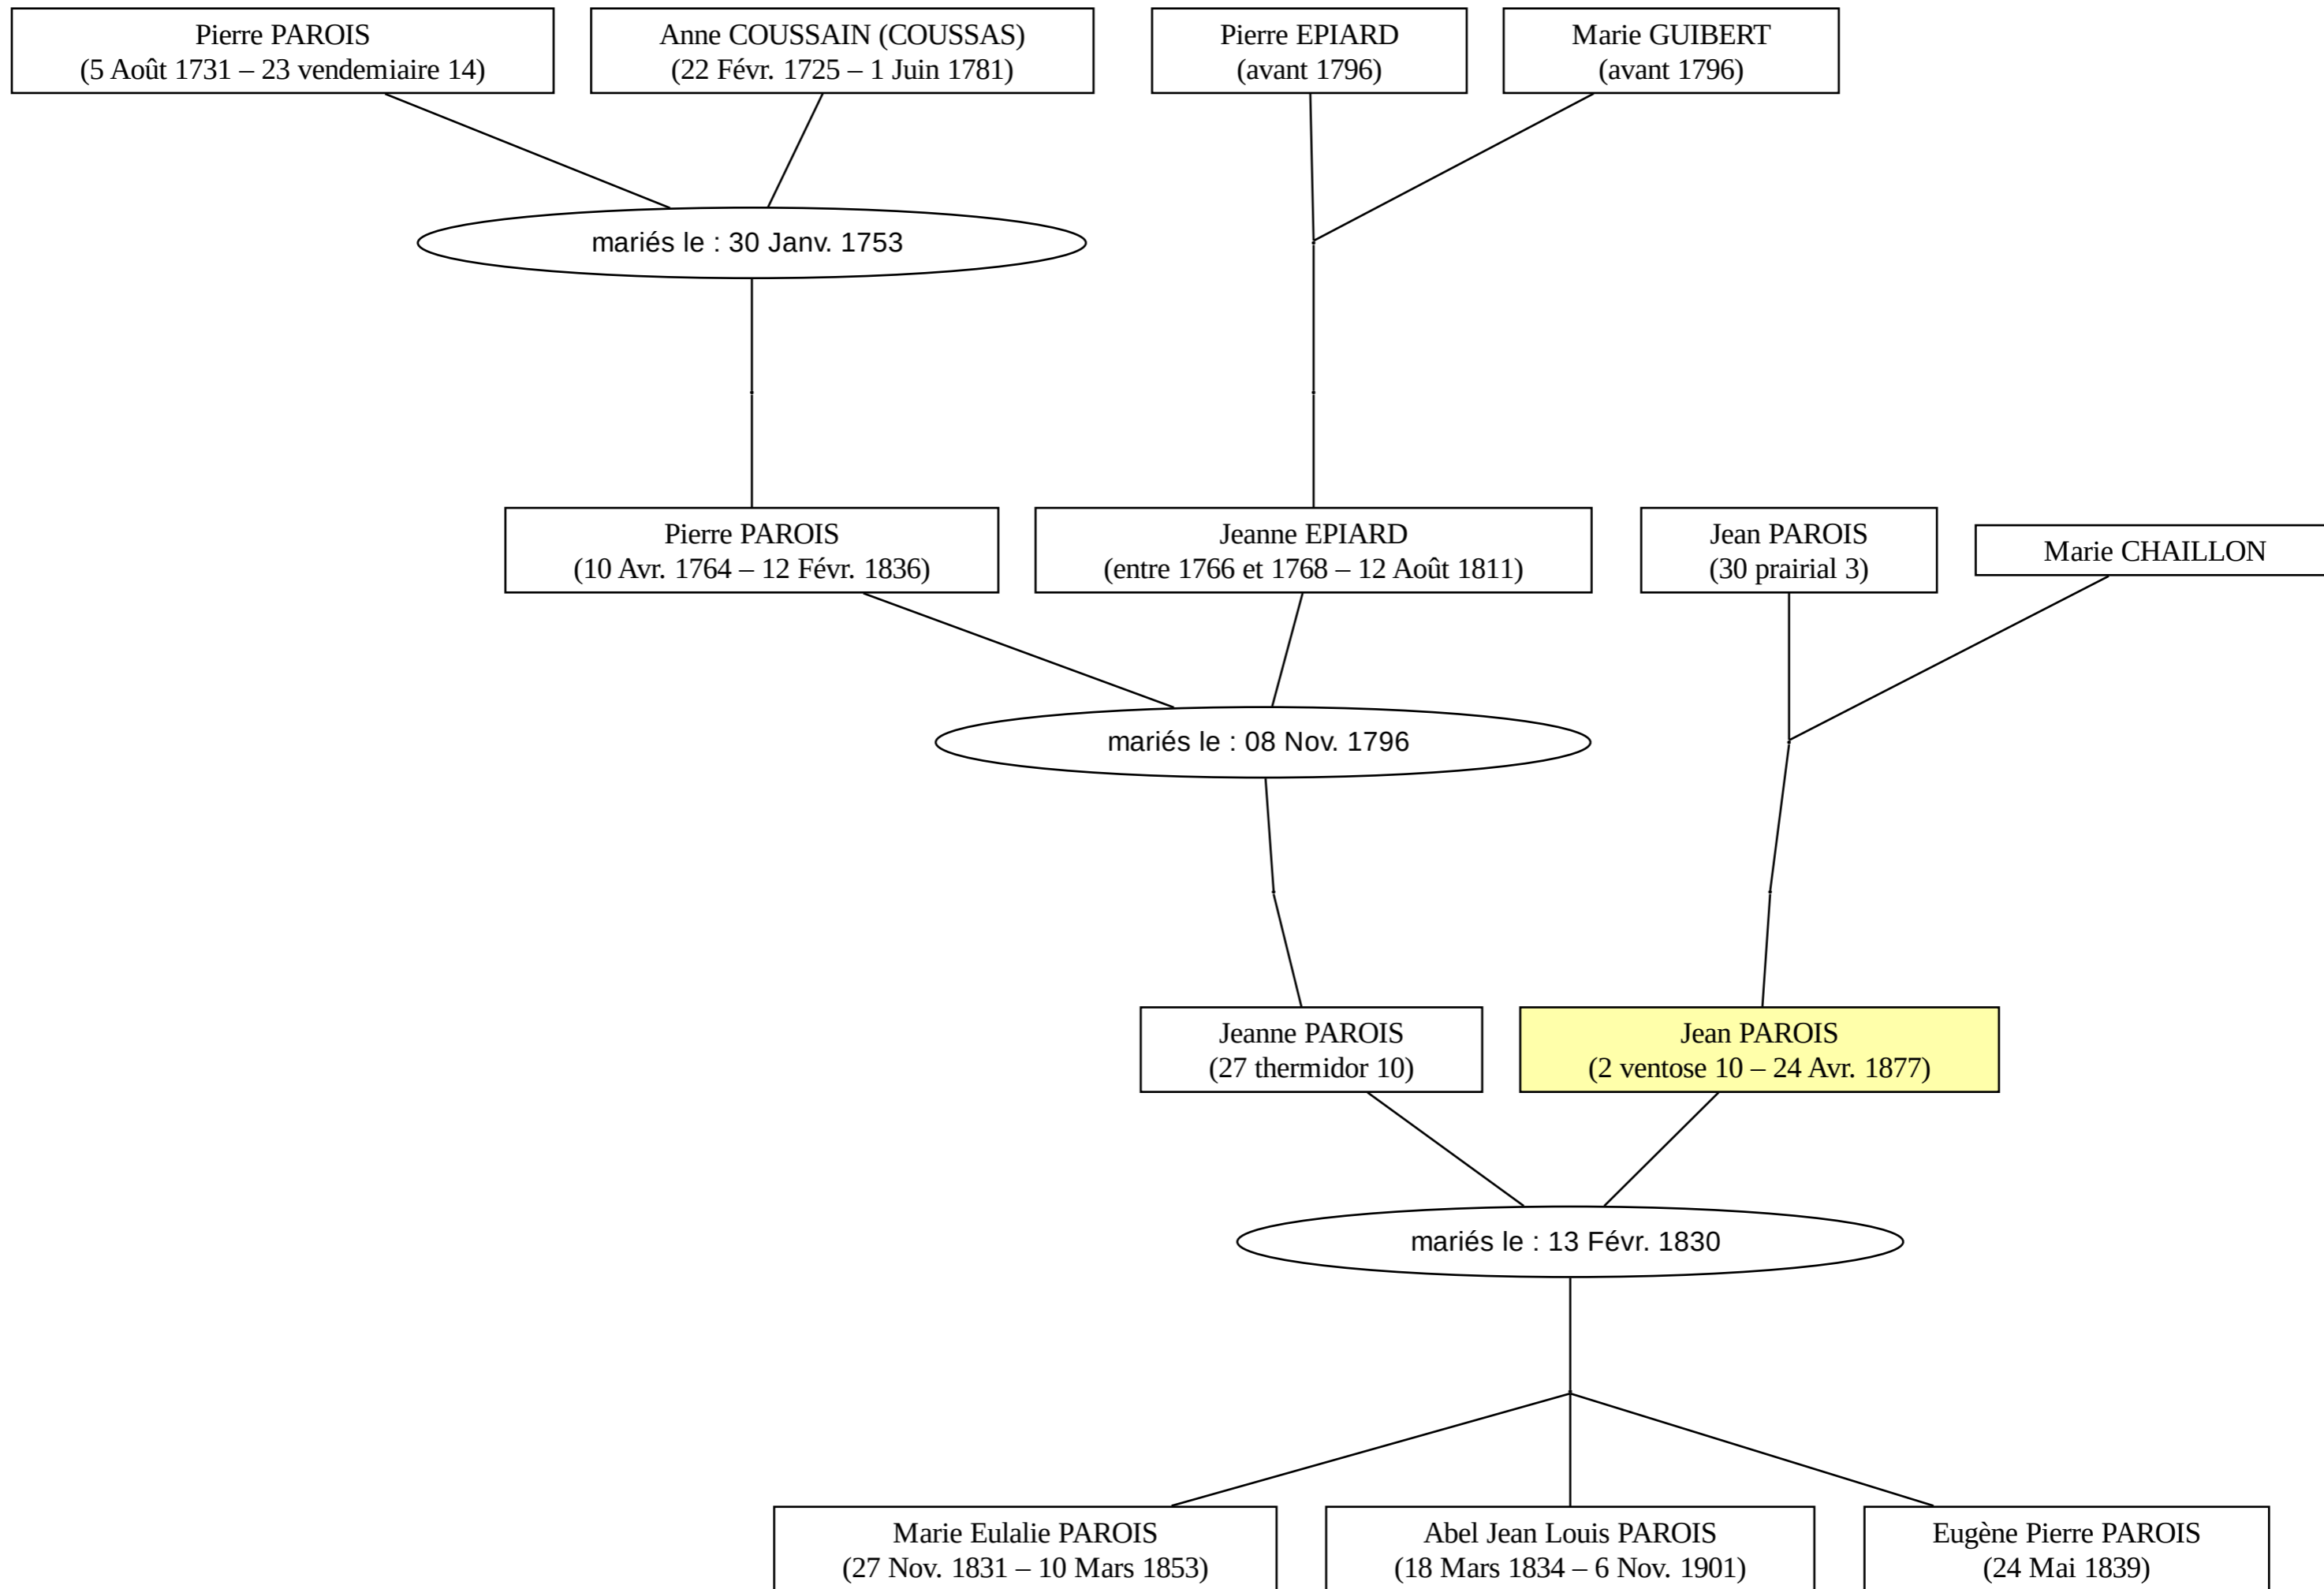 Pierre PAROIS
(5 Août 1731 – 23 vendemiaire 14)
Anne COUSSAIN (COUSSAS)
(22 Févr. 1725 – 1 Juin 1781)
Pierre EPIARD
(avant 1796)
Marie GUIBERT
(avant 1796)
mariés le : 30 Janv. 1753
Pierre PAROIS
(10 Avr. 1764 – 12 Févr. 1836)
Jeanne EPIARD
(entre 1766 et 1768 – 12 Août 1811)
Jean PAROIS
(30 prairial 3)
Marie CHAILLON
mariés le : 08 Nov. 1796
Jeanne PAROIS
(27 thermidor 10)
Jean PAROIS
(2 ventose 10 – 24 Avr. 1877)
mariés le : 13 Févr. 1830
Marie Eulalie PAROIS
(27 Nov. 1831 – 10 Mars 1853)
Abel Jean Louis PAROIS
(18 Mars 1834 – 6 Nov. 1901)
Eugène Pierre PAROIS
(24 Mai 1839)